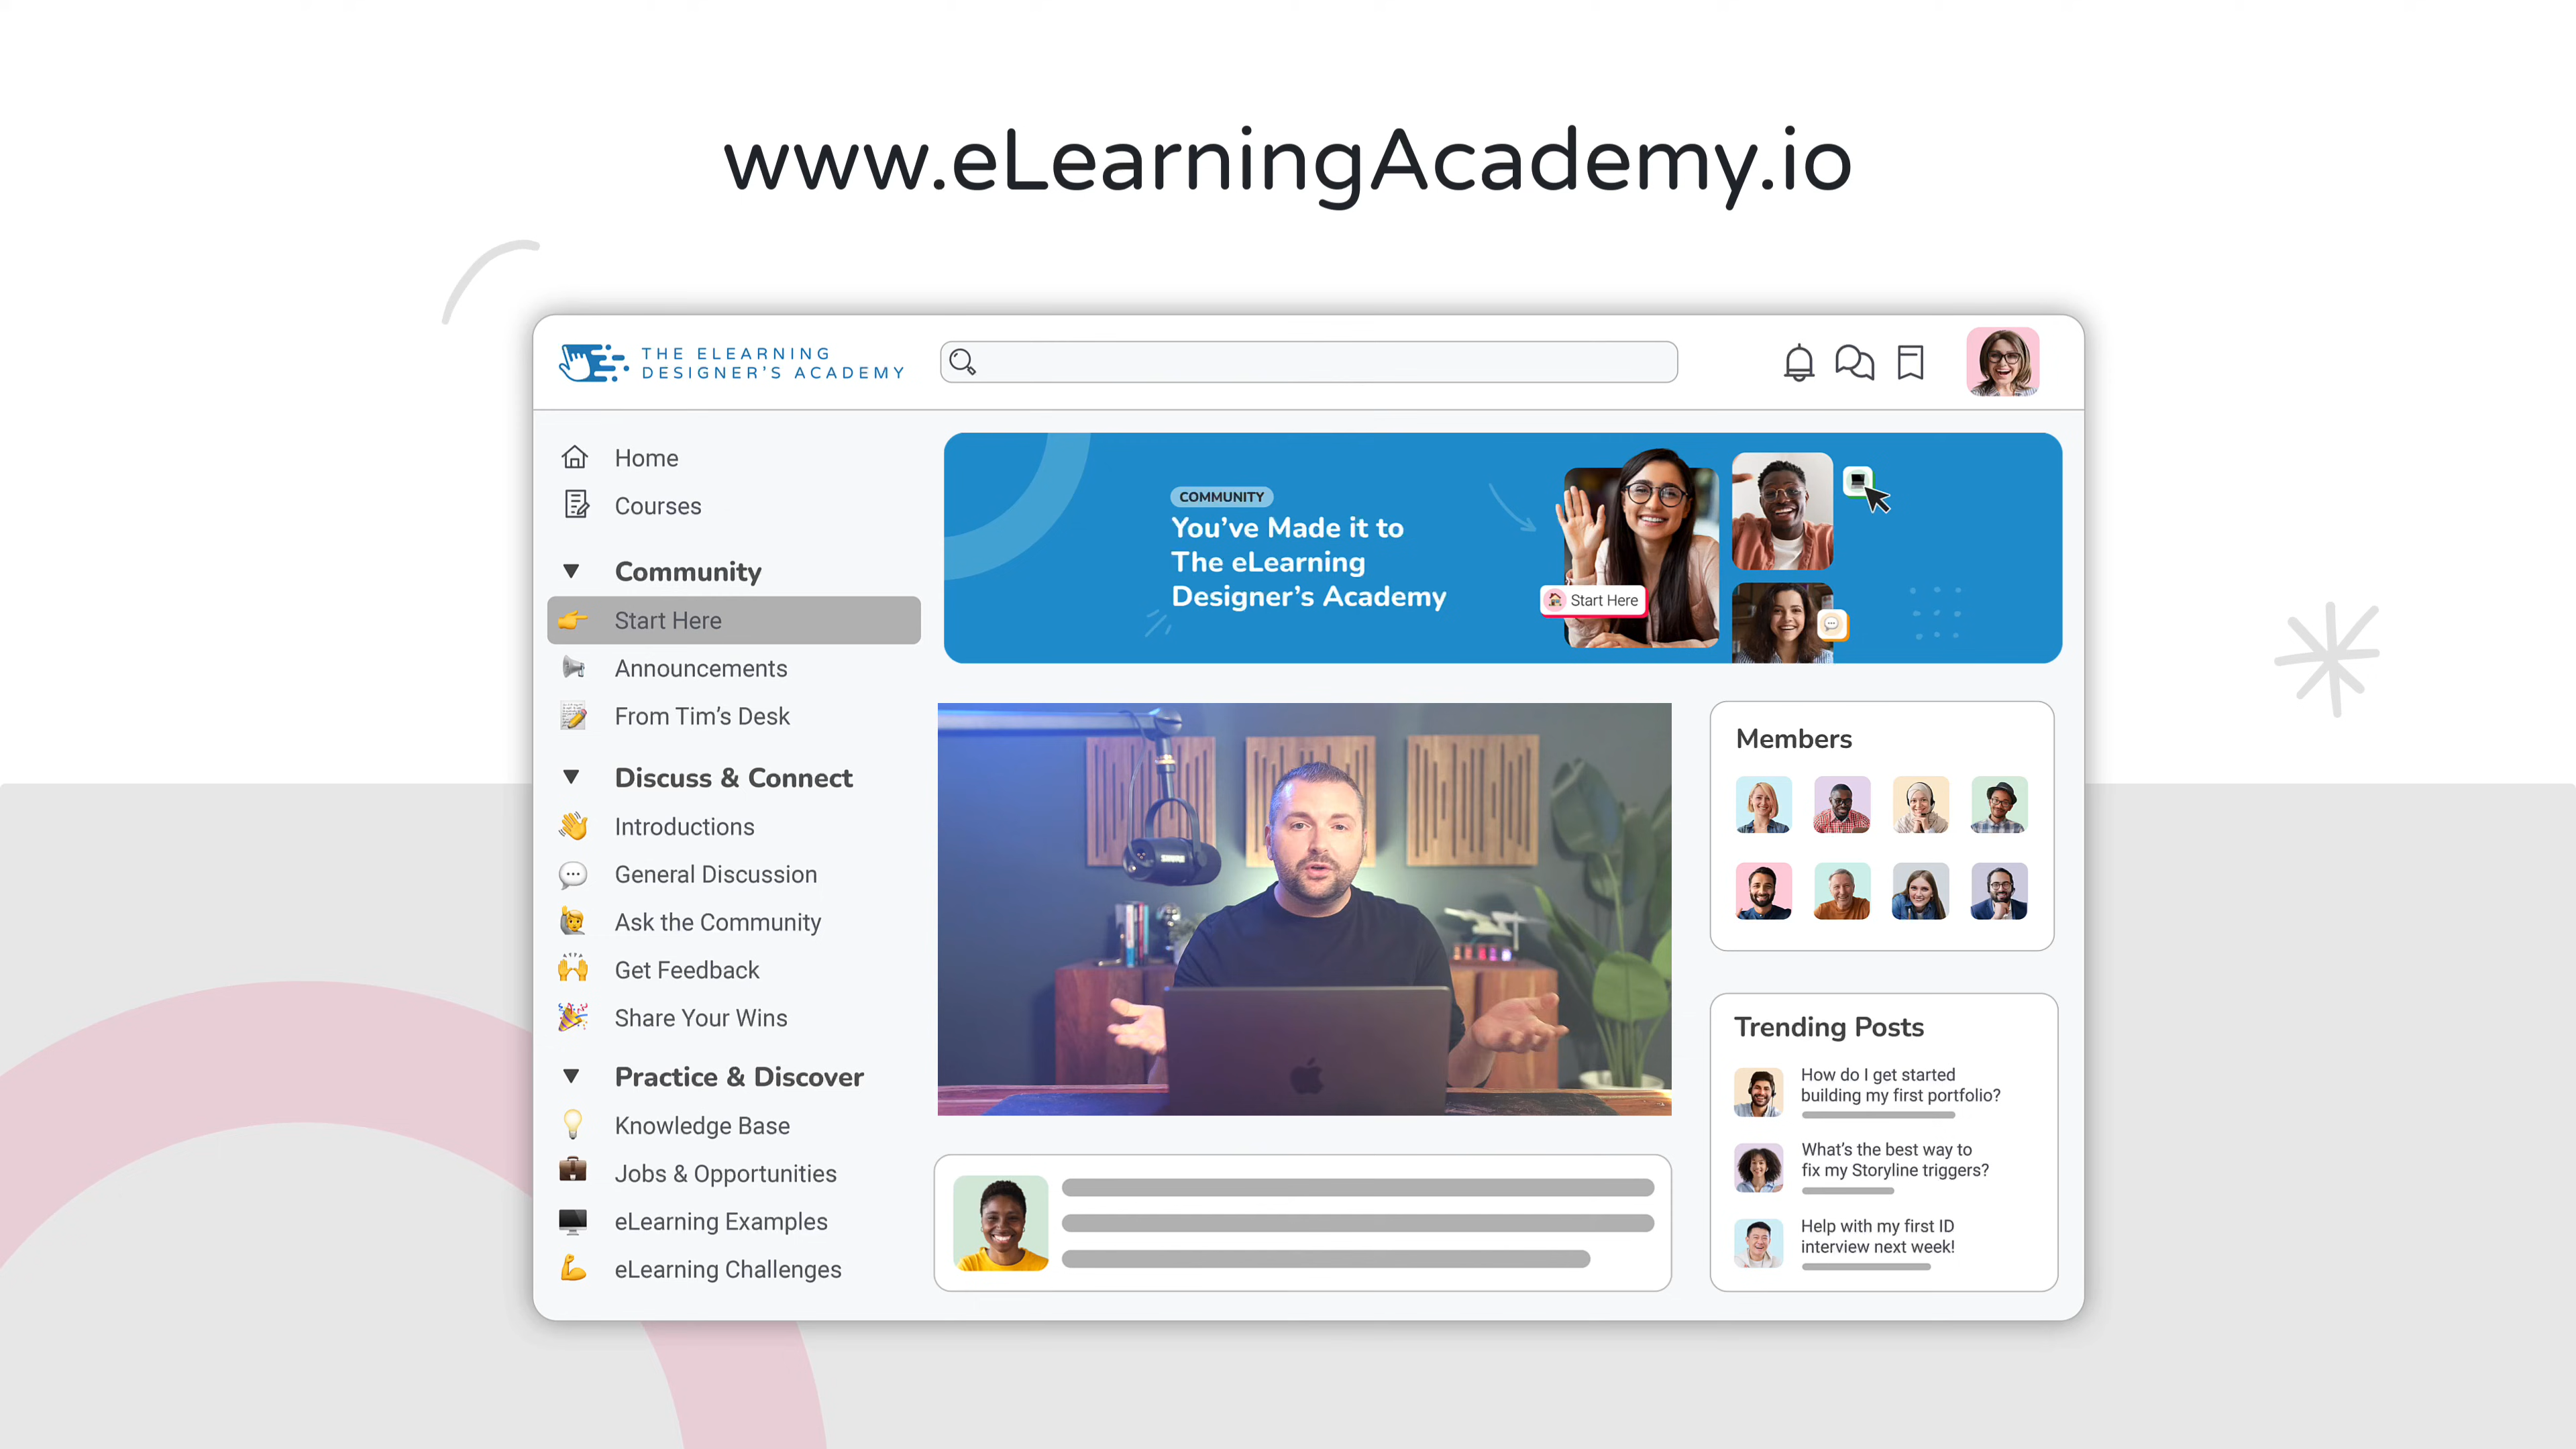 www.eLearningAcademy.io
THE ELEARNING
DESIGNER'S ACADEMY
Home
Courses
Community
Start Here
Announcements
From Tim's Desk
Discuss & Connect
Introductions
General Discussion
Ask the Community
Get Feedback
Share Your Wins
Practice & Discover
Knowledge Base
Jobs & Opportunities
eLearning Examples
eLearning Challenges
COMMUNITY
You've Made it to
The eLearning
Designer's Academy
Start Here
SHURE
Members
Trending Posts
How do I get started
building my first portfolio?
What's the best way to
fix my Storyline triggers?
Help with my first ID
interview next week!